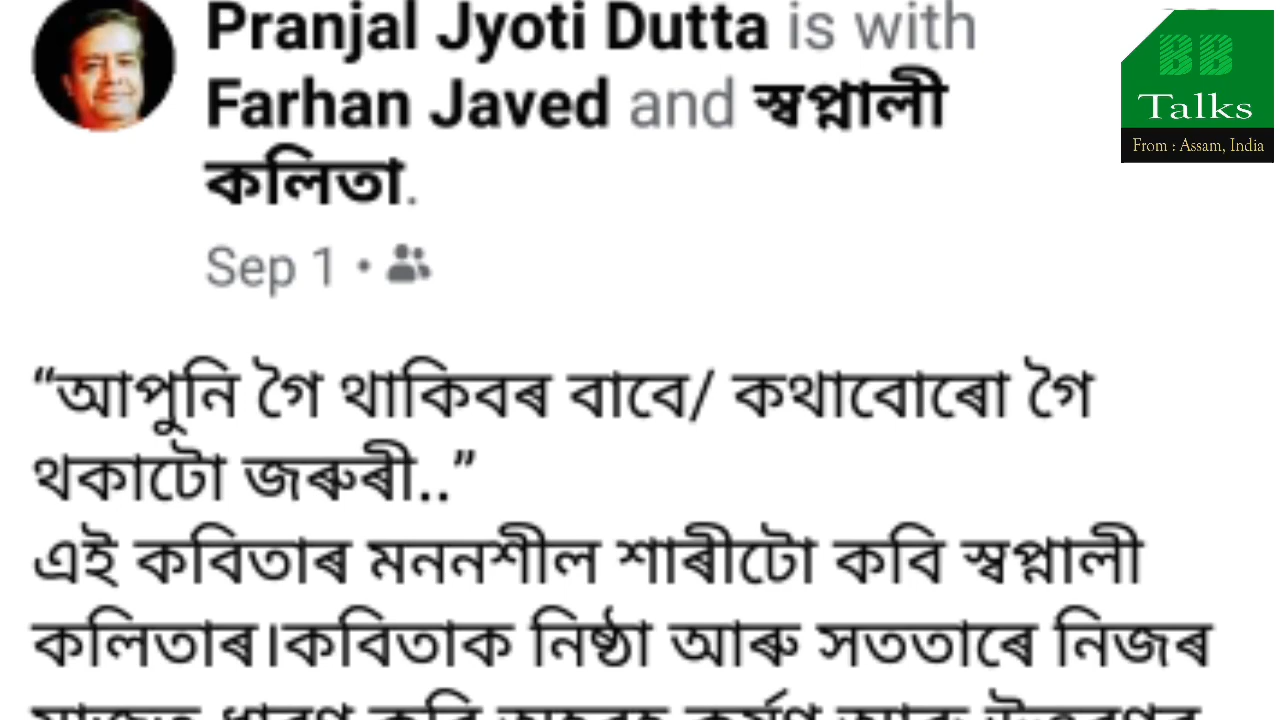 Pranjal Jyoti Dutta is with
Farhan Javed and স্বপ্নালী
কলিতা.
Sep 1 •
BB
Talks
From : Assam, India
“আপুনি গৈ থাকিবৰ বাবে/ কথাবোৰো গৈ
থকাটো জৰুৰী..”
এই কবিতাৰ মননশীল শাৰীটো কবি স্বপ্নালী
কলিতাৰ।কবিতাক নিষ্ঠা আৰু সততাৰে নিজৰ